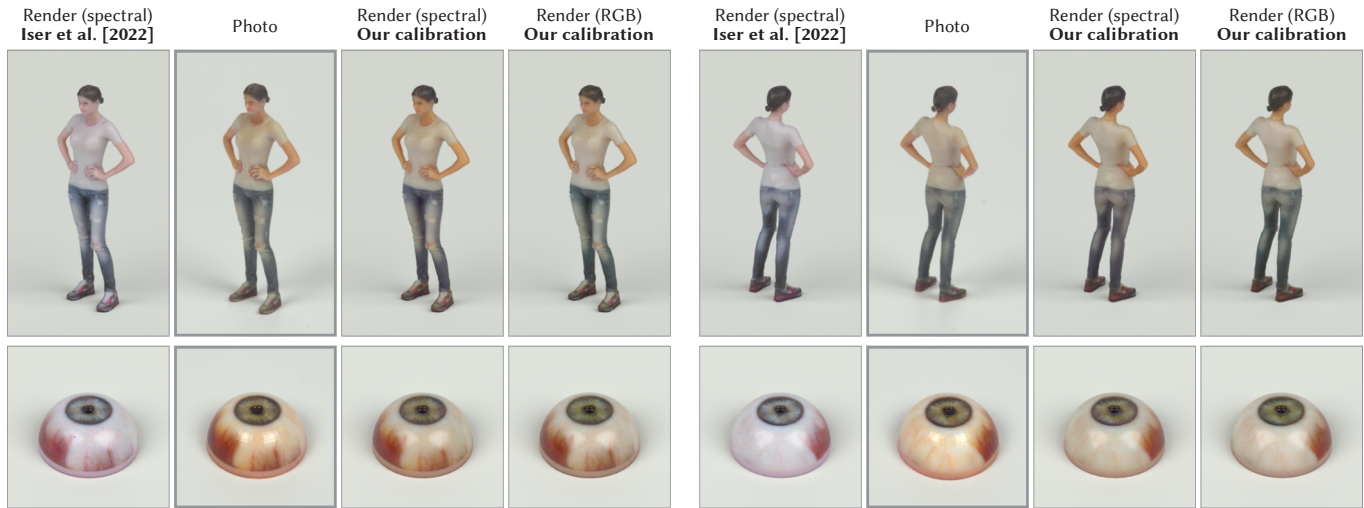 Render (spectral)
Iser et al. [2022]
Photo
Render (spectral)
Our calibration
Render (RGB)
Our calibration
Render (spectral)
Iser et al. [2022]
Photo
Render (spectral)
Our calibration
Render (RGB)
Our calibration